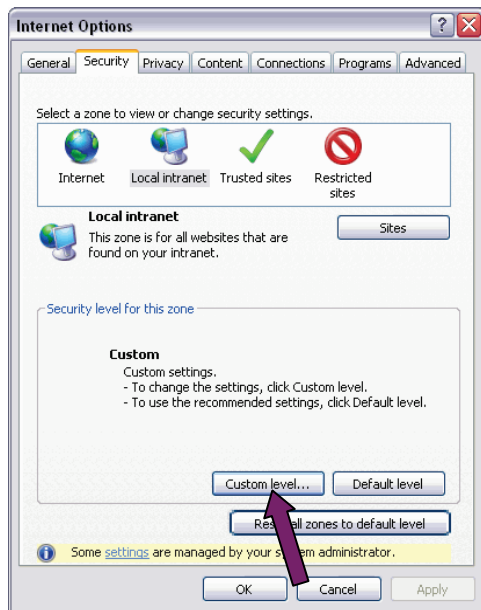 Internet Options
General Security Privacy Content Connections Programs Advanced
Select a zone to view or change security settings.
Internet Local intranet Trusted sites Restricted sites
Local intranet
This zone is for all websites that are
found on your intranet.
Sites
Security level for this zone
Custom
Custom settings.
- To change the settings, click Custom level.
- To use the recommended settings, click Default level.
Custom level... Default level
all zones to default level
Some settings are managed by your administrator.
OK Cancel Apply